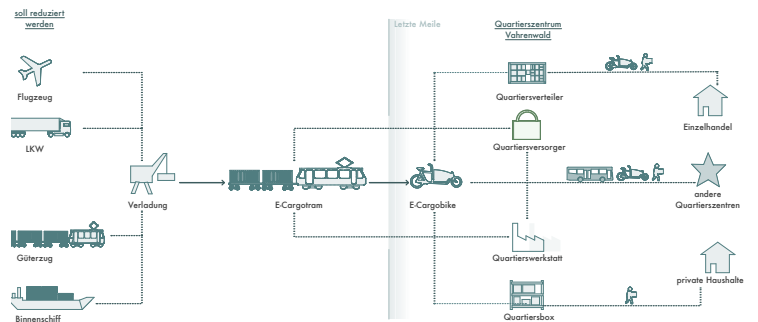 soll reduziert
werden
Letzte Meile
Quartierszentrum
Vahrenwald
Flugzeug
Quartiersverteiler
Einzelhandel
LKW
Quartiersversorger
Verladung
E-Cargotram
E-Cargobike
andere
Quartierszentren
Güterzug
Quartierswerkstatt
private Haushalte
Binnenschiff
Quartiersbox